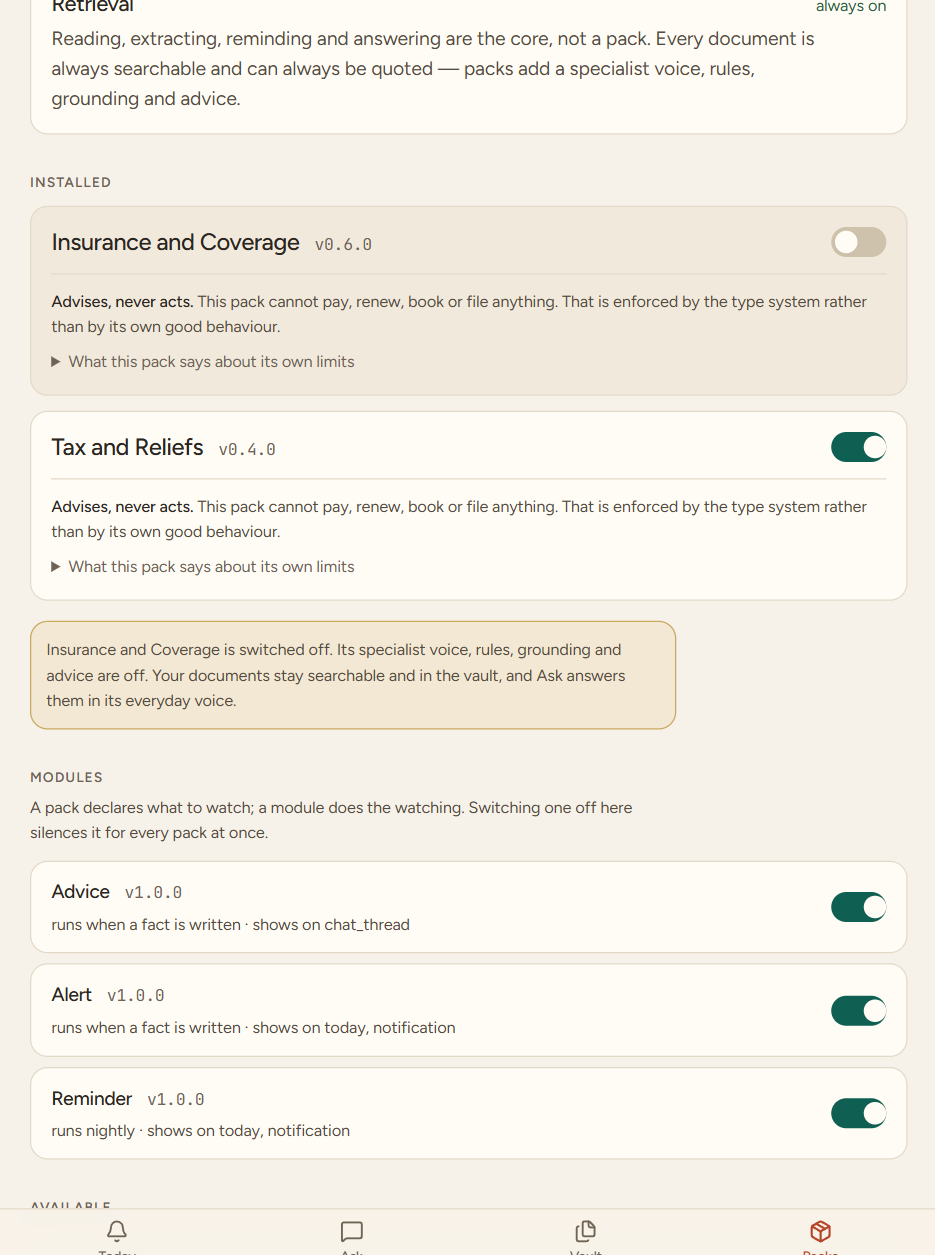 Retrieval always on
Reading, extracting, reminding and answering are the core, not a pack. Every document is
always searchable and can always be quoted — packs add a specialist voice, rules,
grounding and advice.
INSTALLED
Insurance and Coverage v0.6.0
Advises, never acts. This pack cannot pay, renew, book or file anything. That is enforced by the type system rather
than by its own good behaviour.
▶ What this pack says about its own limits
Tax and Reliefs v0.4.0
Advises, never acts. This pack cannot pay, renew, book or file anything. That is enforced by the type system rather
than by its own good behaviour.
▶ What this pack says about its own limits
Insurance and Coverage is switched off. Its specialist voice, rules, grounding and
advice are off. Your documents stay searchable and in the vault, and Ask answers
them in its everyday voice.
MODULES
A pack declares what to watch; a module does the watching. Switching one off here
silences it for every pack at once.
Advice v1.0.0
runs when a fact is written · shows on chat_thread
Alert v1.0.0
runs when a fact is written · shows on today, notification
Reminder v1.0.0
runs nightly · shows on today, notification
AVAILABLE
Today Ask Vault Packs